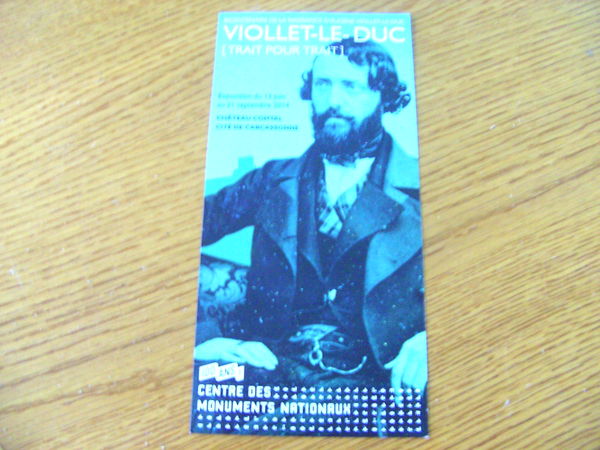 VIOLLET-LE-DUC
[TRAIT POUR TRAIT]
Exposition du 13 juin
au 21 septembre 2014
CHÂTEAU COMTAL
CITÉ DE CARCASSONNE
CENTRE DES
MONUMENTS NATIONAUX